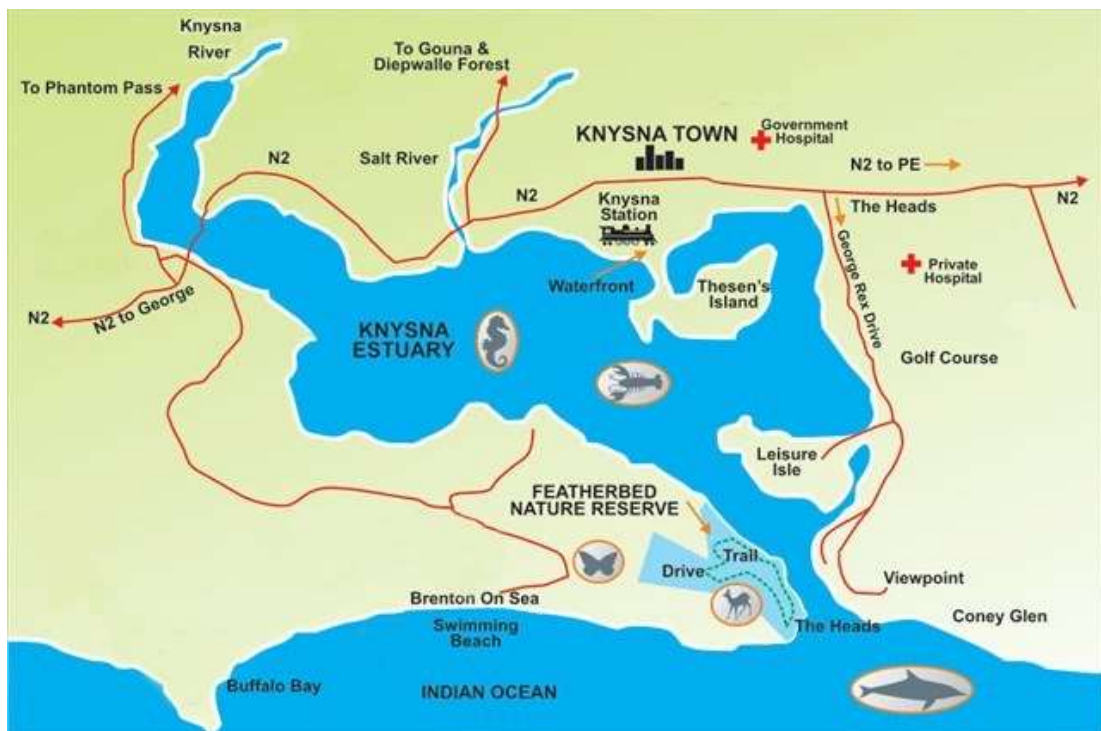 Knysna
River
To Gouna &
Diepwalle Forest
To Phantom Pass
Government
Hospital
KNYSNA TOWN
N2
Salt River
N2 to PE
N2
Knysna
Station
The Heads
N2
George Rex Drive
Private
Hospital
Waterfront
Thesen's
Island
N2 to George
N2
KNYSNA
ESTUARY
Golf Course
Leisure
Isle
FEATHERBED
NATURE RESERVE
Trail
Drive
Viewpoint
Brenton On Sea
Swimming
Beach
The Heads
Coney Glen
Buffalo Bay
INDIAN OCEAN